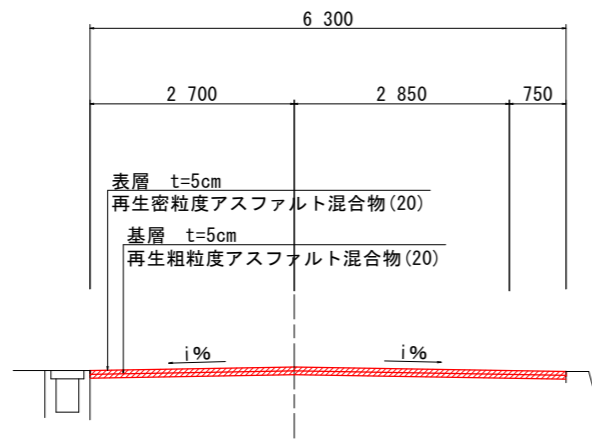 6 300
2 700
2 850
750
表層 t=5cm
再生密粒度アスファルト混合物(20)
基層 t=5cm
再生粗粒度アスファルト混合物(20)
i%
i%